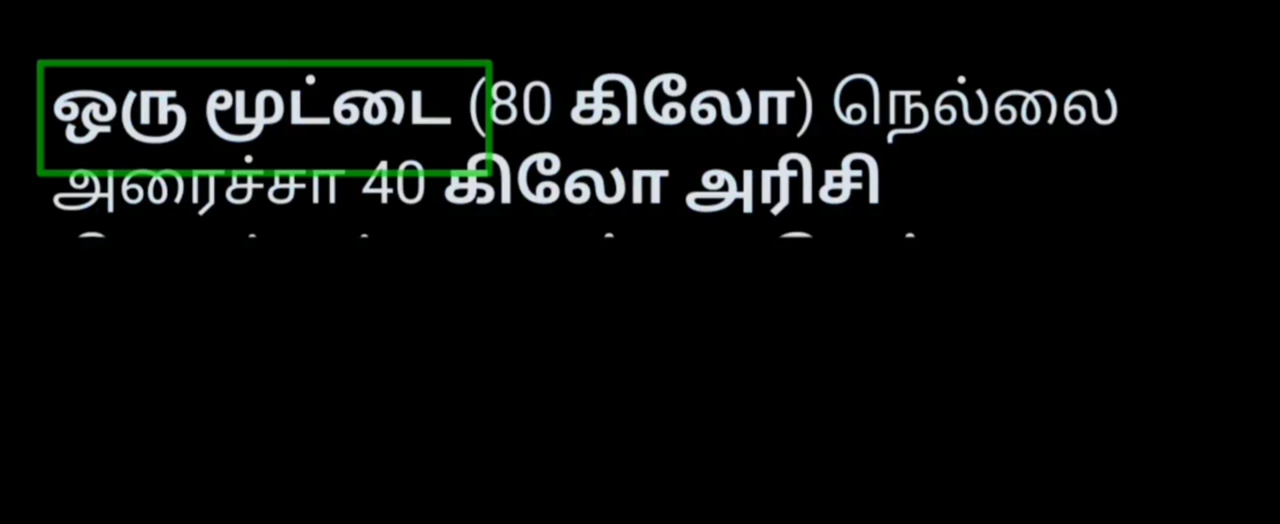 ஒரு மூட்டை (80 கிலோ) நெல்லை
அரைச்சா 40 கிலோ அரிசி